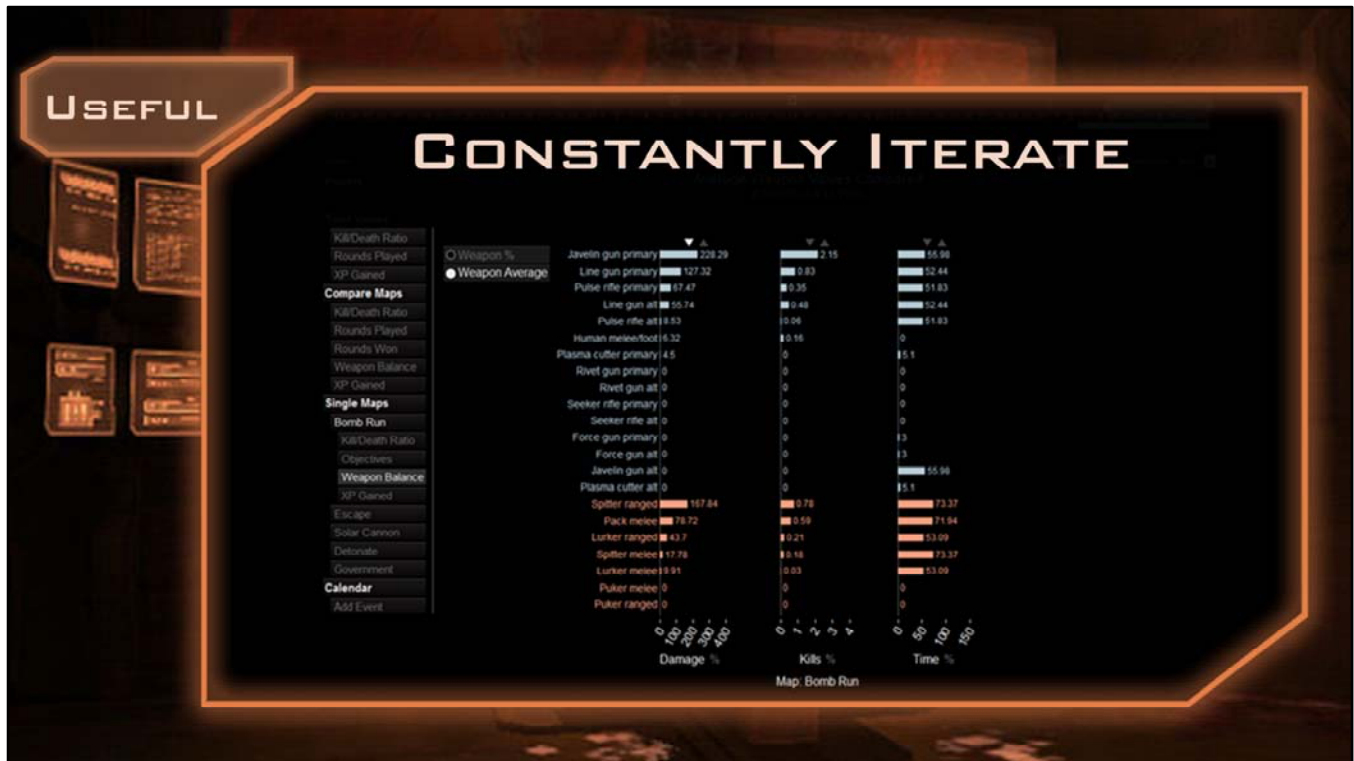 USEFUL
CONSTANTLY ITERATE
Kill/Death Ratio
Rounds Played
XP Gained
Compare Maps
Kill/Death Ratio
Rounds Played
Rounds Won
Weapon Balance
XP Gained
Single Maps
Bomb Run
Kill/Death Ratio
Objectives
Weapon Balance
XP Gained
Escape
Solar Cannon
Detonate
Government
Calendar
Add Event
Weapon %
Weapon Average
Javelin gun primary 228.29 2.15 55.98
Line gun primary 127.32 0.83 52.44
Pulse rifle primary 67.47 0.35 51.83
Line gun alt 55.74 0.48 52.44
Pulse rifle alt 8.53 0.06 51.83
Human melee/foot 6.32 0.16 0
Plasma cutter primary 4.5 0 5.1
Rivet gun primary 0 0 0
Rivet gun alt 0 0 0
Seeker rifle primary 0 0 0
Seeker rifle alt 0 0 0
Force gun primary 0 0 3
Force gun alt 0 0 3
Javelin gun alt 0 0 55.98
Plasma cutter alt 0 0 5.1
Spitter ranged 167.84 0.78 73.37
Pack melee 78.72 0.59 71.94
Lurker ranged 43.7 0.21 53.09
Spitter melee 17.78 0.18 73.37
Lurker melee 9.91 0.03 53.09
Puker melee 0 0 0
Puker ranged 0 0 0
0 100 200 300 400 0 1 2 3 4 0 50 100 150
Damage % Kills % Time %
Map: Bomb Run